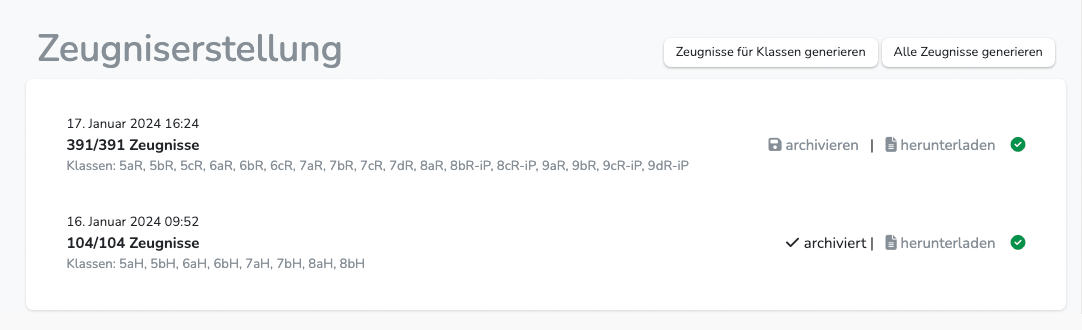 Zeugniserstellung
Zeugnisse für Klassen generieren
Alle Zeugnisse generieren
17. Januar 2024 16:24
391/391 Zeugnisse
archivieren | herunterladen
Klassen: 5aR, 5bR, 5cR, 6aR, 6bR, 6cR, 7aR, 7bR, 7cR, 7dR, 8aR, 8bR-iP, 8cR-iP, 9aR, 9bR, 9cR-iP, 9dR-iP
16. Januar 2024 09:52
104/104 Zeugnisse
archiviert | herunterladen
Klassen: 5aH, 5bH, 6aH, 6bH, 7aH, 7bH, 8aH, 8bH